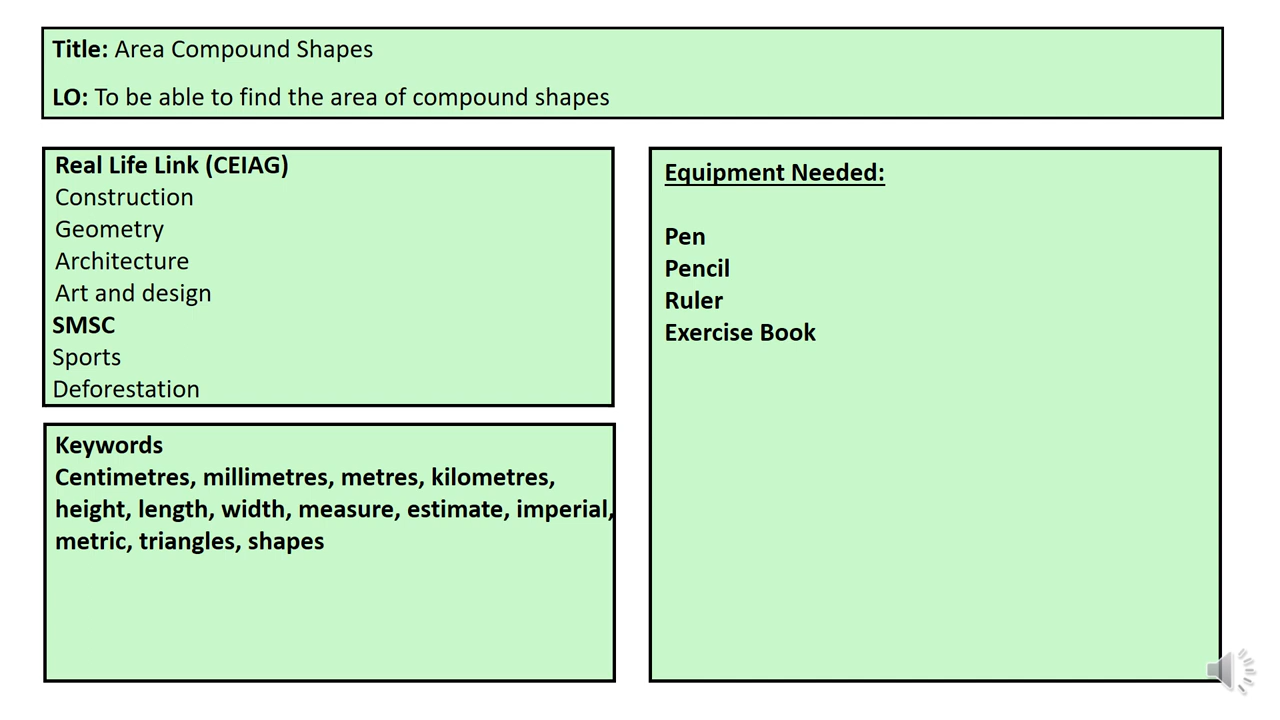 Title: Area Compound Shapes
LO: To be able to find the area of compound shapes
Real Life Link (CEIAG)
Construction
Geometry
Architecture
Art and design
SMSC
Sports
Deforestation
Keywords
Centimetres, millimetres, metres, kilometres,
height, length, width, measure, estimate, imperial,
metric, triangles, shapes
Equipment Needed:
Pen
Pencil
Ruler
Exercise Book